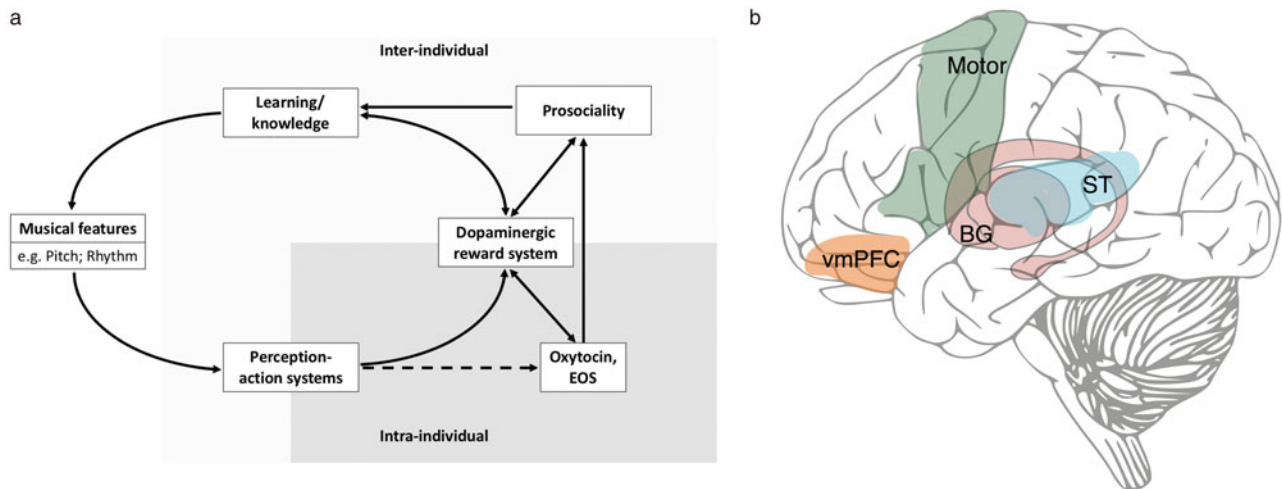 a
Inter-individual
Learning/
knowledge
Prosociality
Musical features
e.g. Pitch; Rhythm
Dopaminergic
reward system
Perception-
action systems
Oxytocin,
EOS
Intra-individual
b
Motor
ST
BG
vmPFC